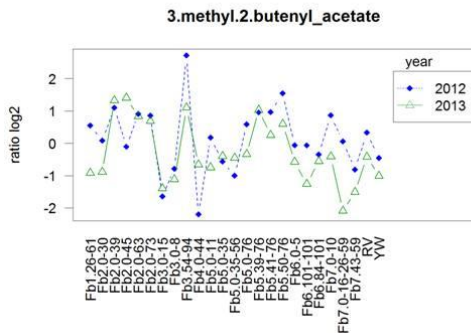 3.methyl.2.butenyl_acetate
year
2012
2013
ratio log2
2
1
0
-1
-2
Fb1.26-61
Fb2.0-30
Fb2.0-39
Fb2.0-45
Fb2.0-63
Fb2.0-73
Fb3.0-15
Fb3.0-8
Fb3.54-94
Fb4.0-44
Fb5.0-11
Fb5.0-35
Fb5.0-35-56
Fb5.0-76
Fb5.39-76
Fb5.41-76
Fb5.50-76
Fb6.0-5
Fb6.101-101
Fb6.84-101
Fb7.0-10
Fb7.0-16-26-59
Fb7.43-59
RV
YW